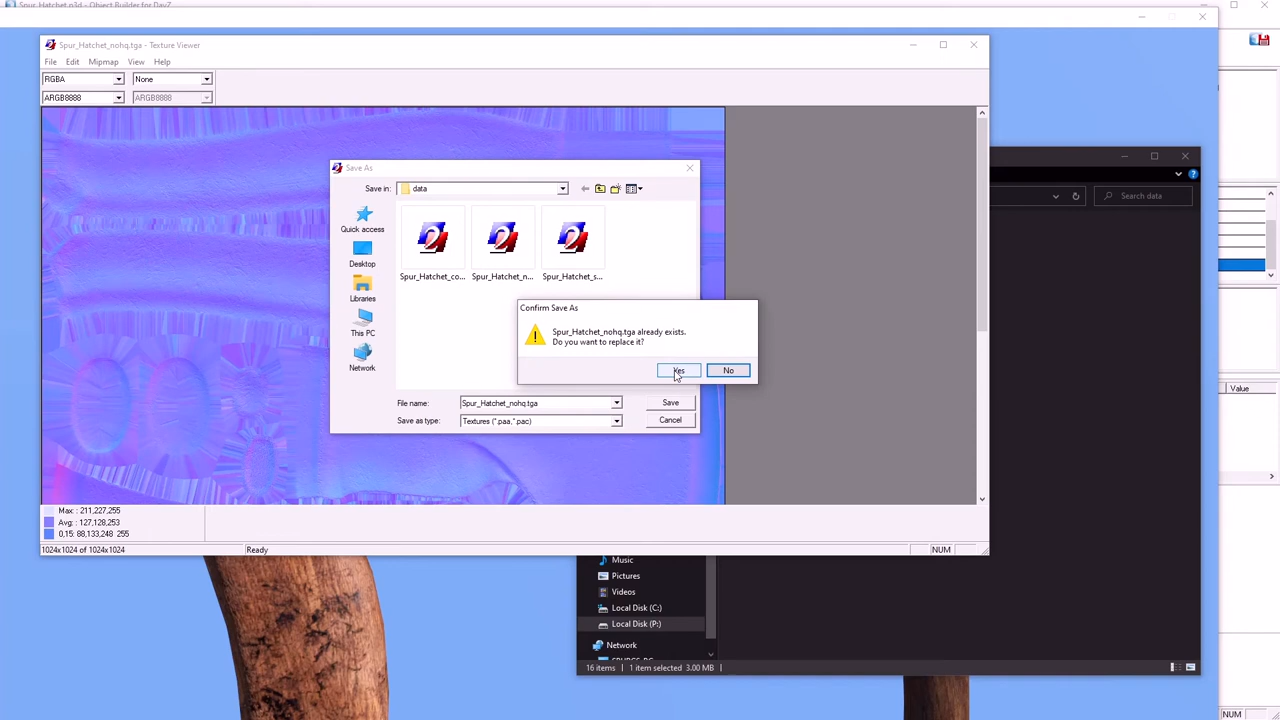 Spur_Hatchet.p3d - Object Builder for DayZ
Spur_Hatchet_nohq.tga - Texture Viewer
File Edit Mipmap View Help
RGBA None
ARGB8888 ARGB8888
Save As
Save in: data
Search data
Quick access
Desktop
Libraries
This PC
Network
Spur_Hatchet_co... Spur_Hatchet_n... Spur_Hatchet_s...
Confirm Save As
Spur_Hatchet_nohq.tga already exists.
Do you want to replace it?
Yes No
Value
File name: Spur_Hatchet_nohq.tga Save
Save as type: Textures (*.paa,*.pac) Cancel
Max : 211,227,255
Avg : 127,128,253
0,15: 88,133,248 255
1024x1024 of 1024x1024 Ready NUM
Music
Pictures
Videos
Local Disk (C:)
Local Disk (P:)
Network
16 items 1 item selected 3.00 MB
NUM